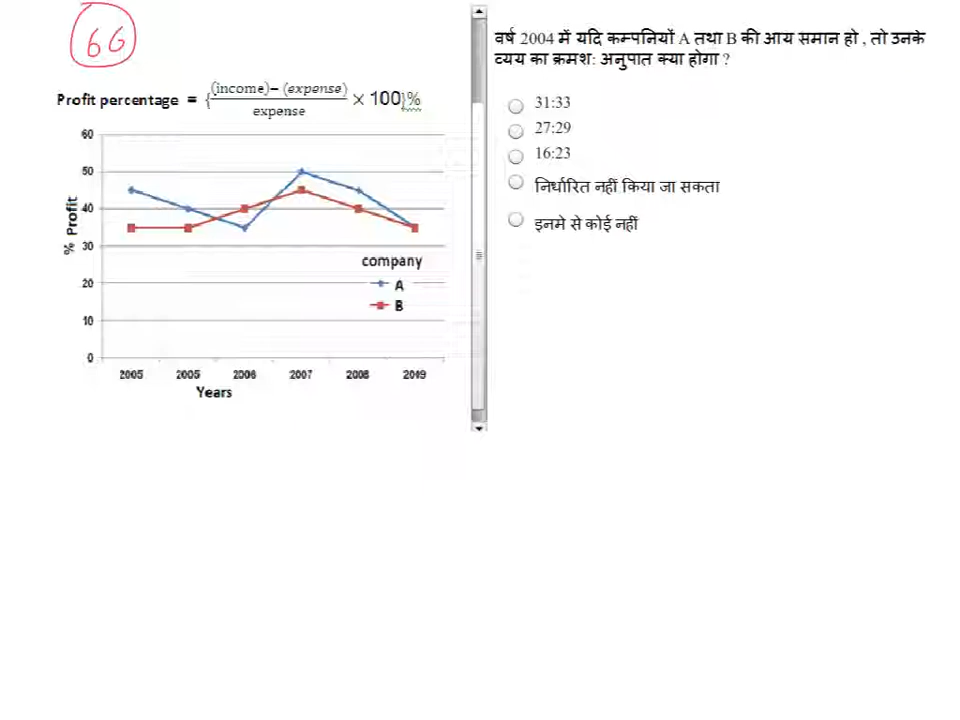 66
Profit percentage = {(income)– (expense)/expense × 100}%
60
50
40
30
20
10
0
% Profit
company
A
B
2005 2005 2006 2007 2008 2009
Years
वर्ष 2004 में यदि कम्पनियों A तथा B की आय समान हो , तो उनके
व्यय का क्रमश: अनुपात क्या होगा ?
31:33
27:29
16:23
निर्धारित नहीं किया जा सकता
इनमे से कोई नहीं